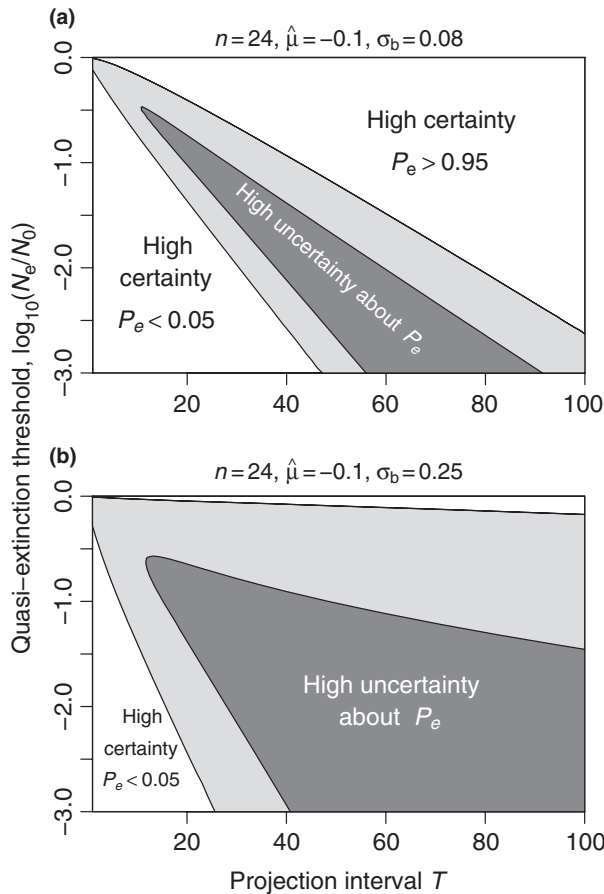 (a)
n = 24, μ̂ = −0.1, σb = 0.08
0.0
−1.0
−2.0
−3.0
High certainty
Pe > 0.95
High uncertainty about Pe
High
certainty
Pe < 0.05
20
40
60
80
100
Quasi−extinction threshold, log10(Ne/N0)
(b)
n = 24, μ̂ = −0.1, σb = 0.25
0.0
−1.0
−2.0
−3.0
High uncertainty
about Pe
High
certainty
Pe < 0.05
20
40
60
80
100
Projection interval T